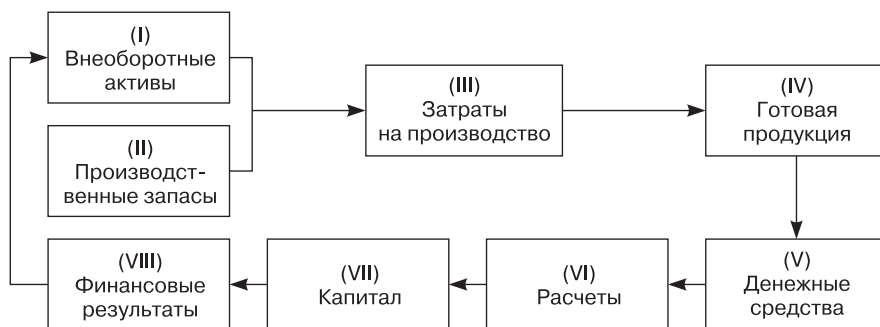 (I)
Внеоборотные
активы
(II)
Производст-
венные запасы
(III)
Затраты
на производство
(IV)
Готовая
продукция
(V)
Денежные
средства
(VI)
Расчеты
(VII)
Капитал
(VIII)
Финансовые
результаты